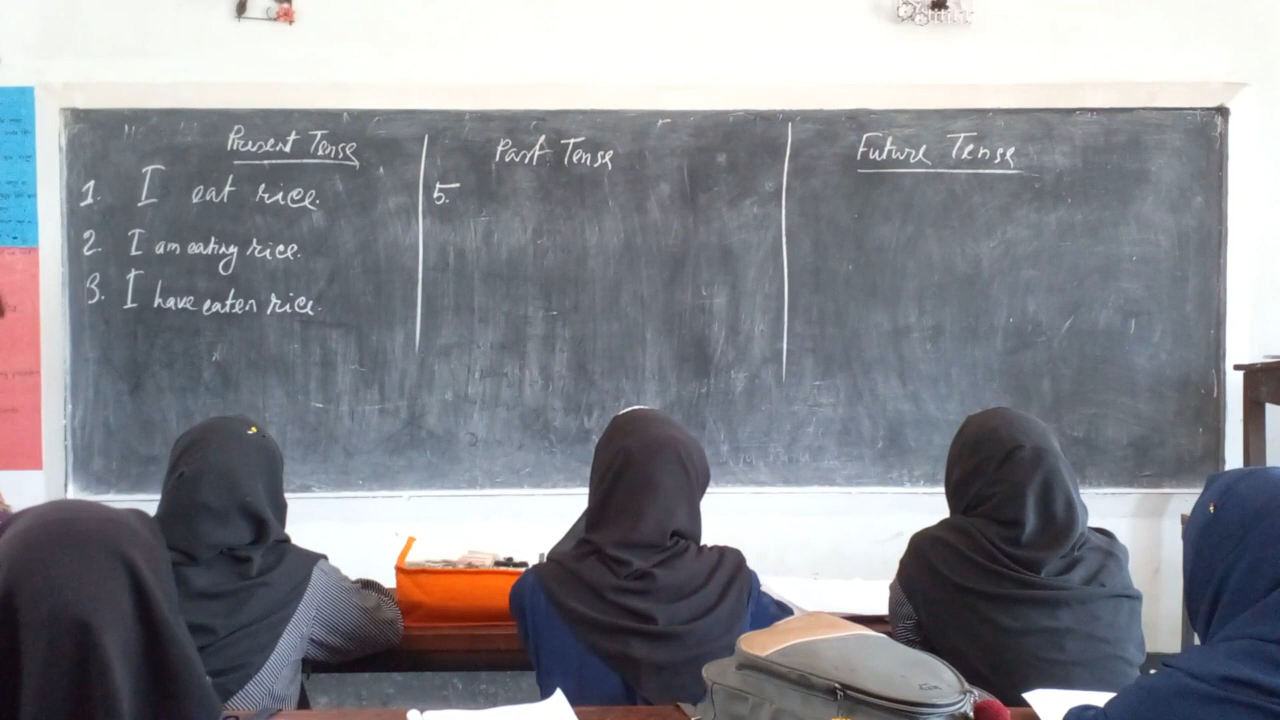 Present Tense
1. I eat rice.
2. I am eating rice.
3. I have eaten rice.
Past Tense
5.
Future Tense